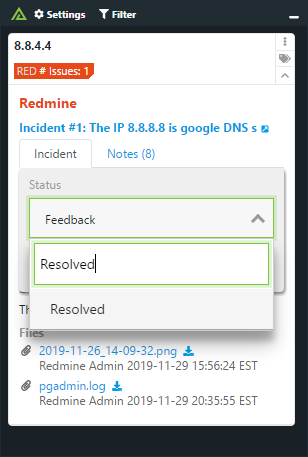 Settings Filter
8.8.4.4
RED # Issues: 1
Redmine
Incident #1: The IP 8.8.8.8 is google DNS s
Incident Notes (8)
Status
Feedback
Resolved
Resolved
Files
2019-11-26_14-09-32.png
Redmine Admin 2019-11-29 15:56:24 EST
pgadmin.log
Redmine Admin 2019-11-29 20:35:55 EST